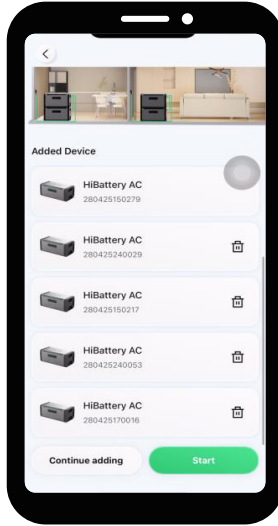 Added Device
HiBattery AC
280425150279
HiBattery AC
280425240029
HiBattery AC
280425150217
HiBattery AC
280425240053
HiBattery AC
280425170016
Continue adding
Start